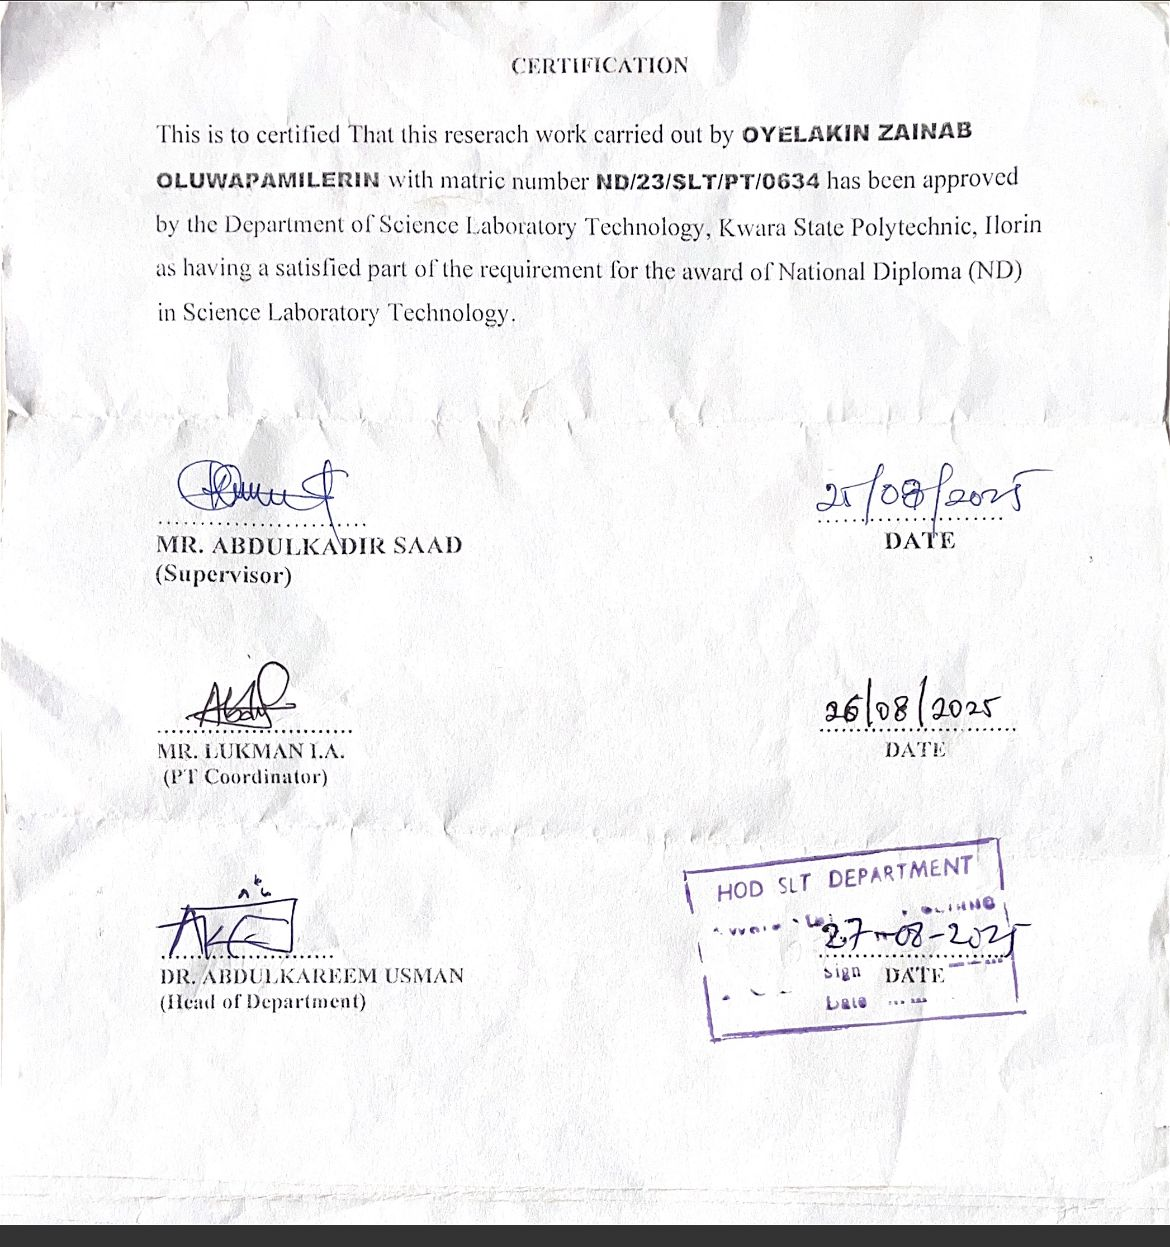 CERTIFICATION
This is to certified That this reserach work carried out by OYELAKIN ZAINAB
OLUWAPAMILERIN with matric number ND/23/SLT/PT/0634 has been approved
by the Department of Science Laboratory Technology, Kwara State Polytechnic, Ilorin
as having a satisfied part of the requirement for the award of National Diploma (ND)
in Science Laboratory Technology.
25/08/2025
MR. ABDULKADIR SAAD DATE
(Supervisor)
26/08/2025
MR. LUKMAN I.A. DATE
(PT Coordinator)
HOD SLT DEPARTMENT
27-08-2025
DR. ABDULKAREEM USMAN Sign DATE
(Head of Department) Date